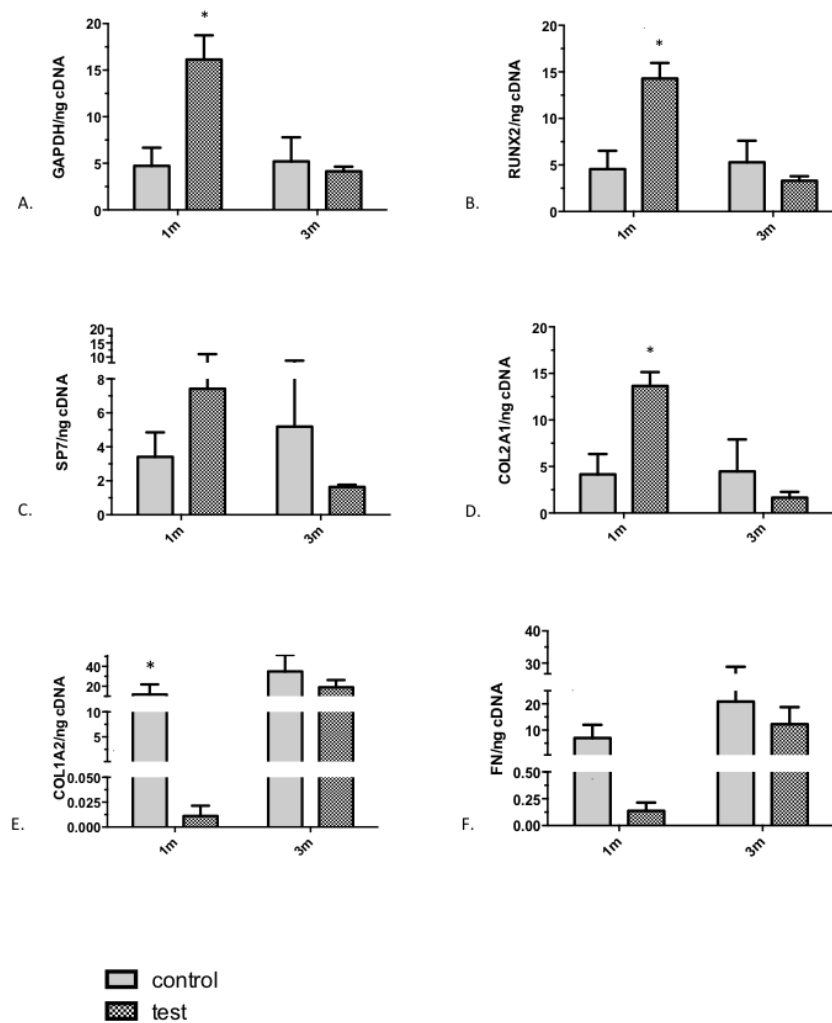 *
20
15
10
5
0
GAPDH/ng cDNA
A.
1m
3m
*
20
15
10
5
0
RUNX2/ng cDNA
B.
1m
3m
20
15
10
8
6
4
2
0
SP7/ng cDNA
C.
1m
3m
*
20
15
10
5
0
COL2A1/ng cDNA
D.
1m
3m
*
40
20
10
5
0.050
0.025
0.000
COL1A2/ng cDNA
E.
1m
3m
40
30
20
10
0.50
0.25
0.00
FN/ng cDNA
F.
1m
3m
control
test